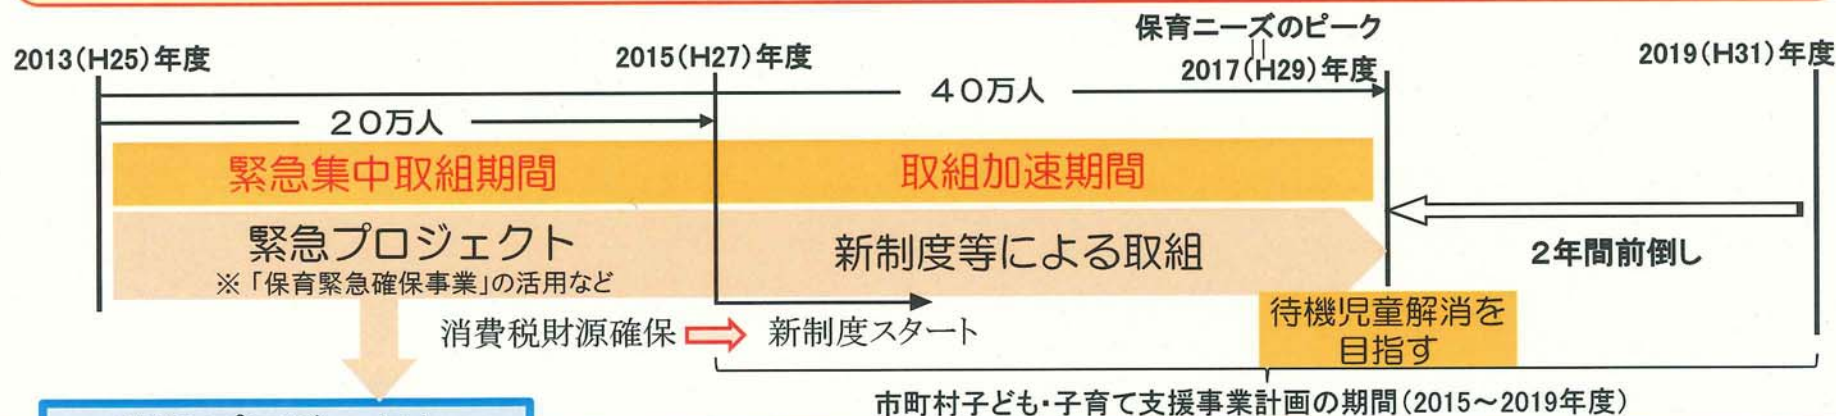 保育ニーズのピーク
||
2013(H25)年度
2015(H27)年度
2017(H29)年度
2019(H31)年度
40万人
20万人
緊急集中取組期間
取組加速期間
緊急プロジェクト
※「保育緊急確保事業」の活用など
新制度等による取組
2年間前倒し
消費税財源確保 ⇨ 新制度スタート
待機児童解消を
目指す
市町村子ども・子育て支援事業計画の期間(2015~2019年度)